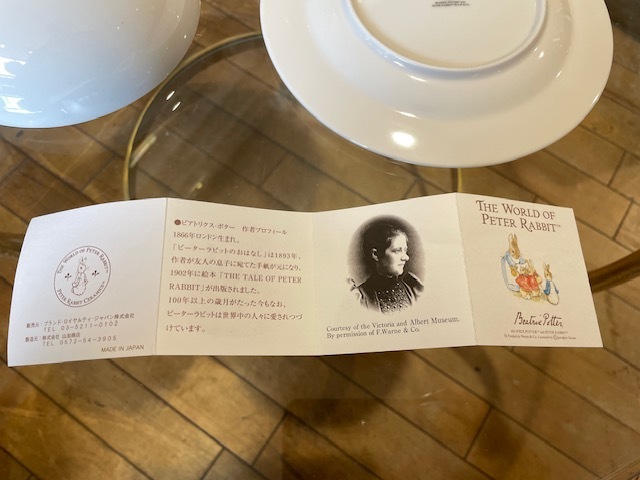 THE WORLD OF PETER RABBIT™
PETER RABBIT CERAMICS
販売元：ブランド・ロイヤルティ・ジャパン株式会社
TEL 03-5211-0102
製造元：株式会社 山加商店
TEL 0572-54-3905
MADE IN JAPAN
●ビアトリクス・ポター 作者プロフィール
1866年ロンドン生まれ。
「ピーターラビットのおはなし」は1893年、
作者が友人の息子に宛てた手紙が元になり、
1902年に絵本「THE TALE OF PETER
RABBIT」が出版されました。
100年以上の歳月がたった今もなお、
ピーターラビットは世界中の人々に愛されつづ
けています。
Courtesy of the Victoria and Albert Museum.
By permission of F.Warne & Co.
THE WORLD OF
PETER RABBIT™
Beatrix Potter